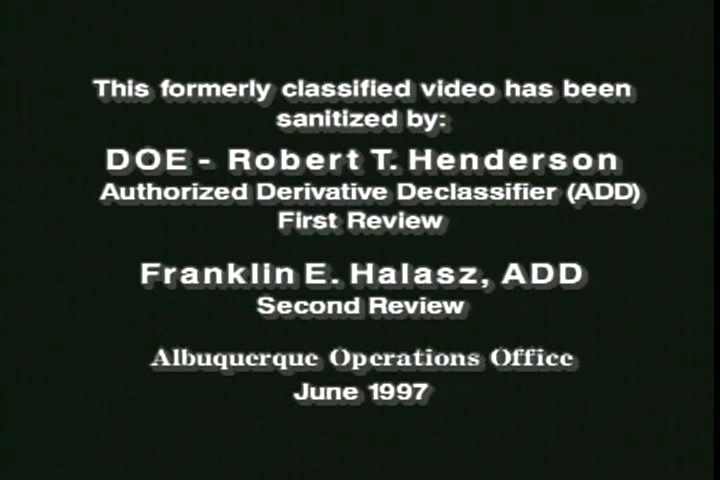 This formerly classified video has been
sanitized by:
DOE - Robert T. Henderson
Authorized Derivative Declassifier (ADD)
First Review
Franklin E. Halasz, ADD
Second Review
Albuquerque Operations Office
June 1997